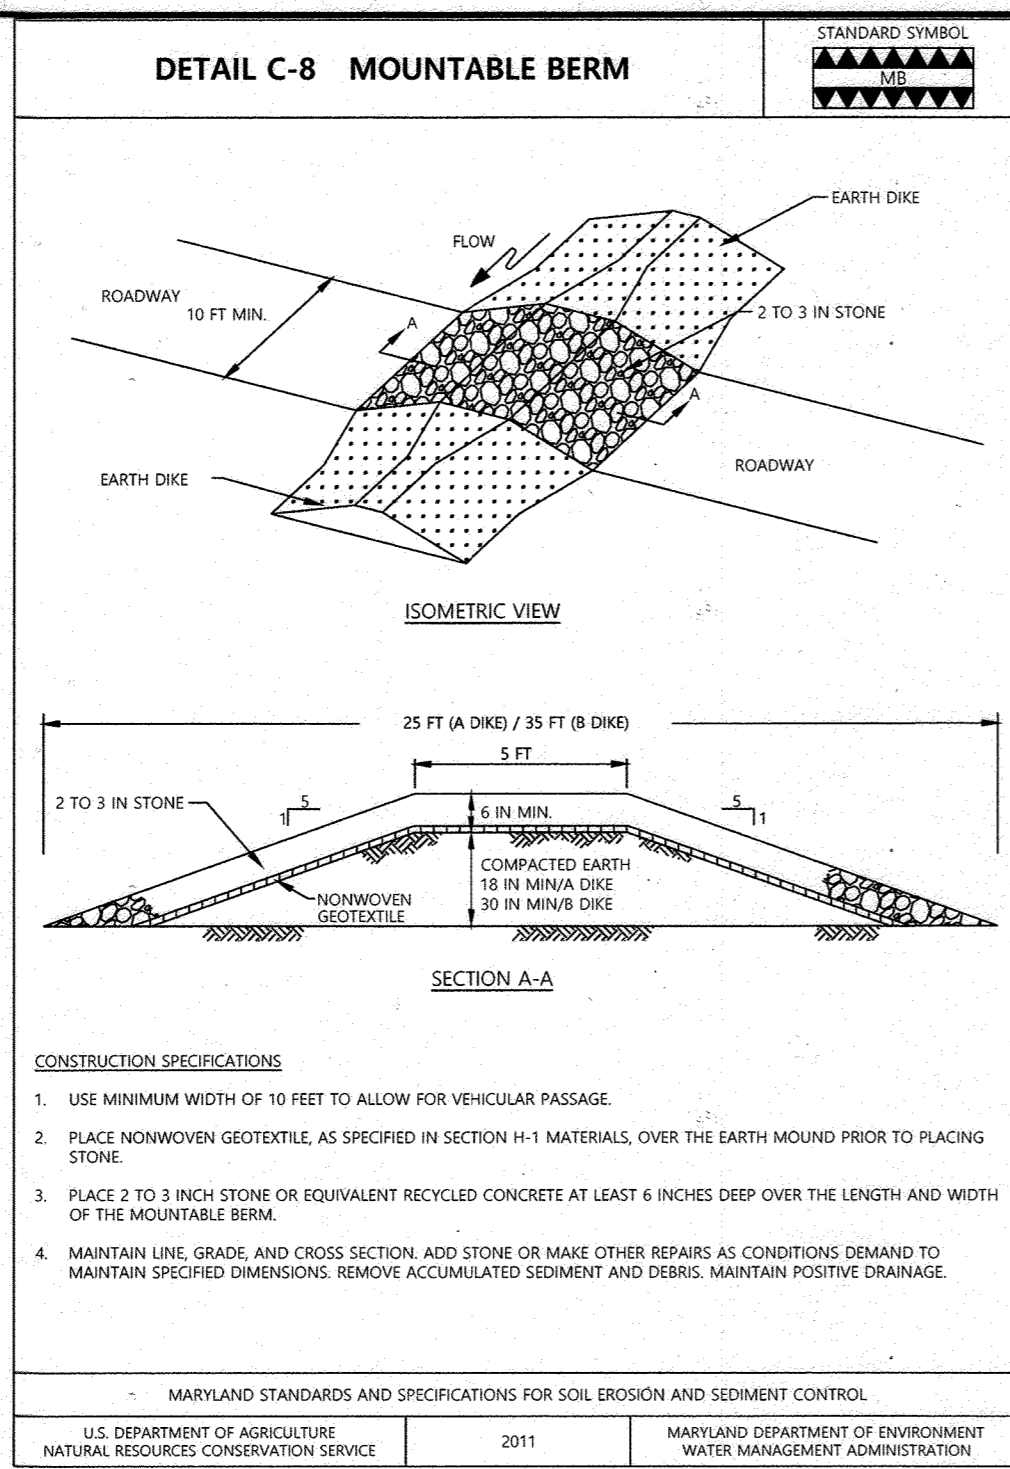 DETAIL C-8 MOUNTABLE BERM
STANDARD SYMBOL
MB
EARTH DIKE
FLOW
ROADWAY
10 FT MIN.
A
2 TO 3 IN STONE
A
ROADWAY
EARTH DIKE
ISOMETRIC VIEW
25 FT (A DIKE) / 35 FT (B DIKE)
5 FT
2 TO 3 IN STONE
5
1
6 IN MIN.
5
1
COMPACTED EARTH
18 IN MIN/A DIKE
30 IN MIN/B DIKE
NONWOVEN
GEOTEXTILE
SECTION A-A
CONSTRUCTION SPECIFICATIONS
1. USE MINIMUM WIDTH OF 10 FEET TO ALLOW FOR VEHICULAR PASSAGE.
2. PLACE NONWOVEN GEOTEXTILE, AS SPECIFIED IN SECTION H-1 MATERIALS, OVER THE EARTH MOUND PRIOR TO PLACING
STONE.
3. PLACE 2 TO 3 INCH STONE OR EQUIVALENT RECYCLED CONCRETE AT LEAST 6 INCHES DEEP OVER THE LENGTH AND WIDTH
OF THE MOUNTABLE BERM.
4. MAINTAIN LINE, GRADE, AND CROSS SECTION. ADD STONE OR MAKE OTHER REPAIRS AS CONDITIONS DEMAND TO
MAINTAIN SPECIFIED DIMENSIONS. REMOVE ACCUMULATED SEDIMENT AND DEBRIS. MAINTAIN POSITIVE DRAINAGE.
MARYLAND STANDARDS AND SPECIFICATIONS FOR SOIL EROSION AND SEDIMENT CONTROL
U.S. DEPARTMENT OF AGRICULTURE
NATURAL RESOURCES CONSERVATION SERVICE
2011
MARYLAND DEPARTMENT OF ENVIRONMENT
WATER MANAGEMENT ADMINISTRATION